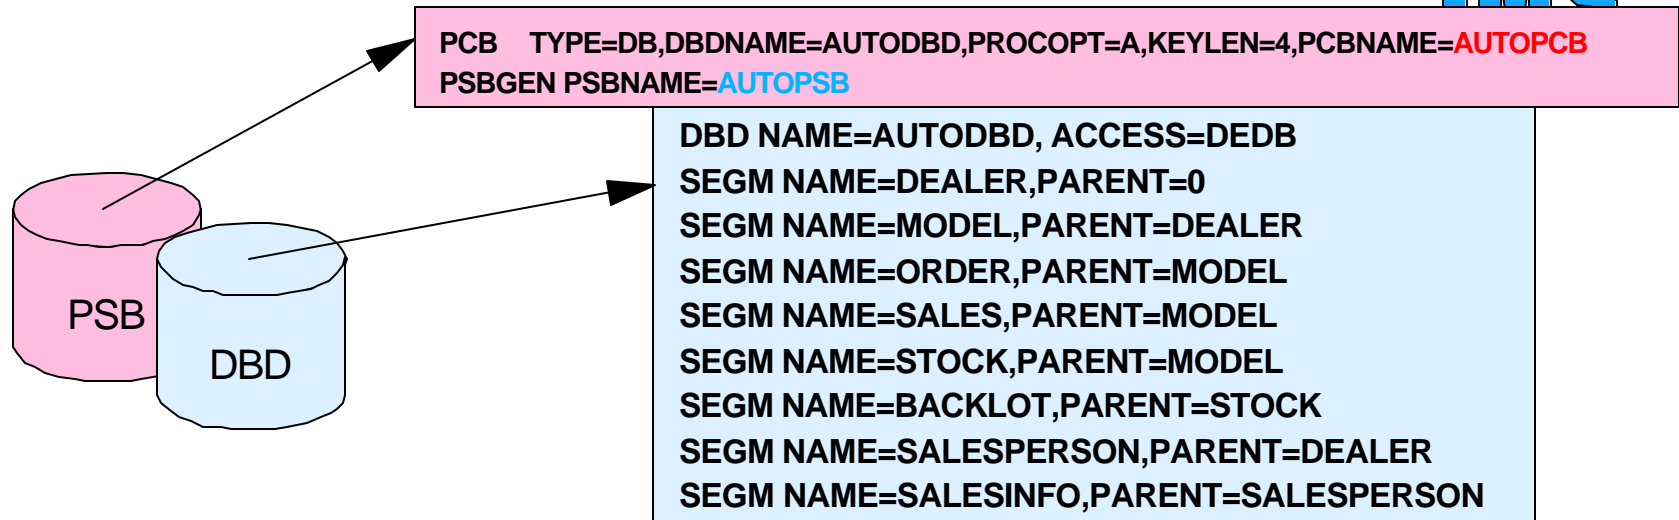 PCB TYPE=DB,DBDNAME=AUTODBD,PROCOPT=A,KEYLEN=4,PCBNAME=AUTOPCB
PSBGEN PSBNAME=AUTOPSB
DBD NAME=AUTODBD, ACCESS=DEDB
SEGM NAME=DEALER,PARENT=0
SEGM NAME=MODEL,PARENT=DEALER
SEGM NAME=ORDER,PARENT=MODEL
SEGM NAME=SALES,PARENT=MODEL
SEGM NAME=STOCK,PARENT=MODEL
SEGM NAME=BACKLOT,PARENT=STOCK
SEGM NAME=SALESPERSON,PARENT=DEALER
SEGM NAME=SALESINFO,PARENT=SALESPERSON
PSB
DBD